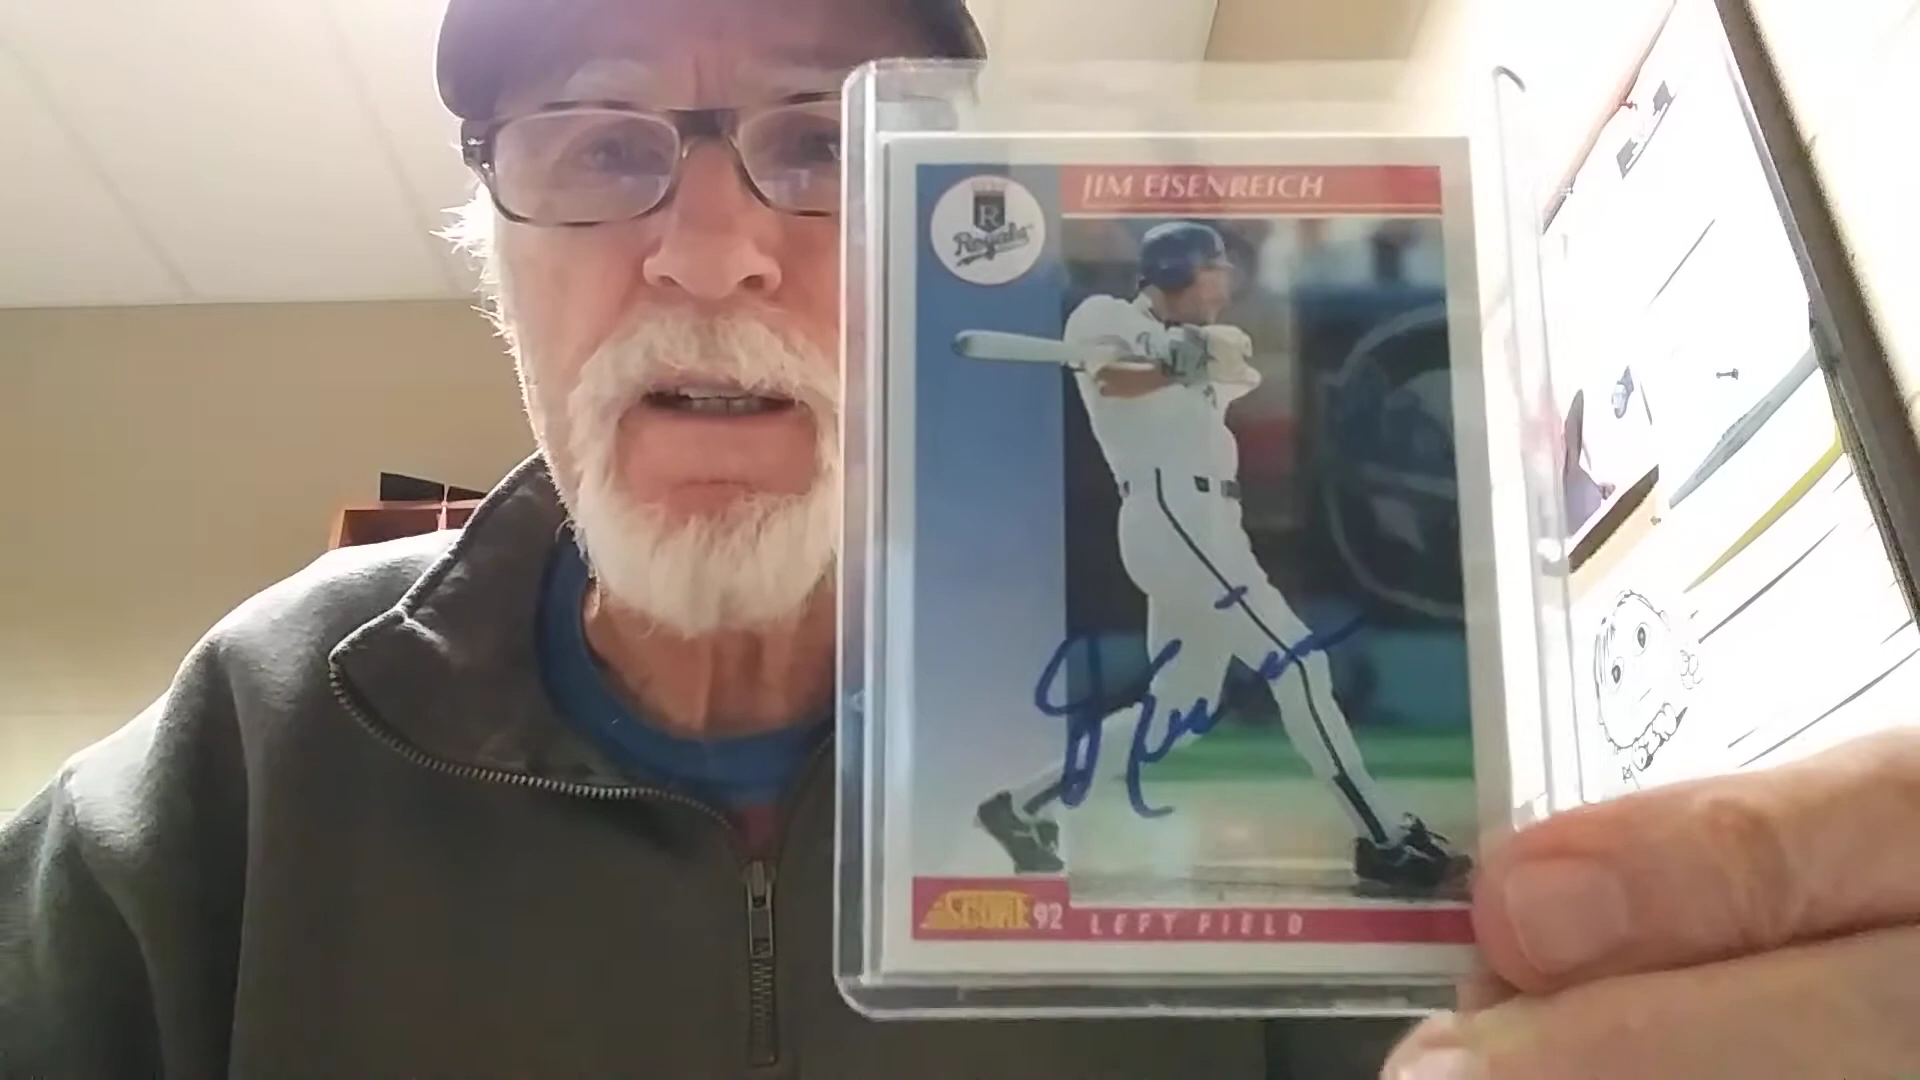 JIM EISENREICH
R
Royals
SCORE 92
LEFT FIELD